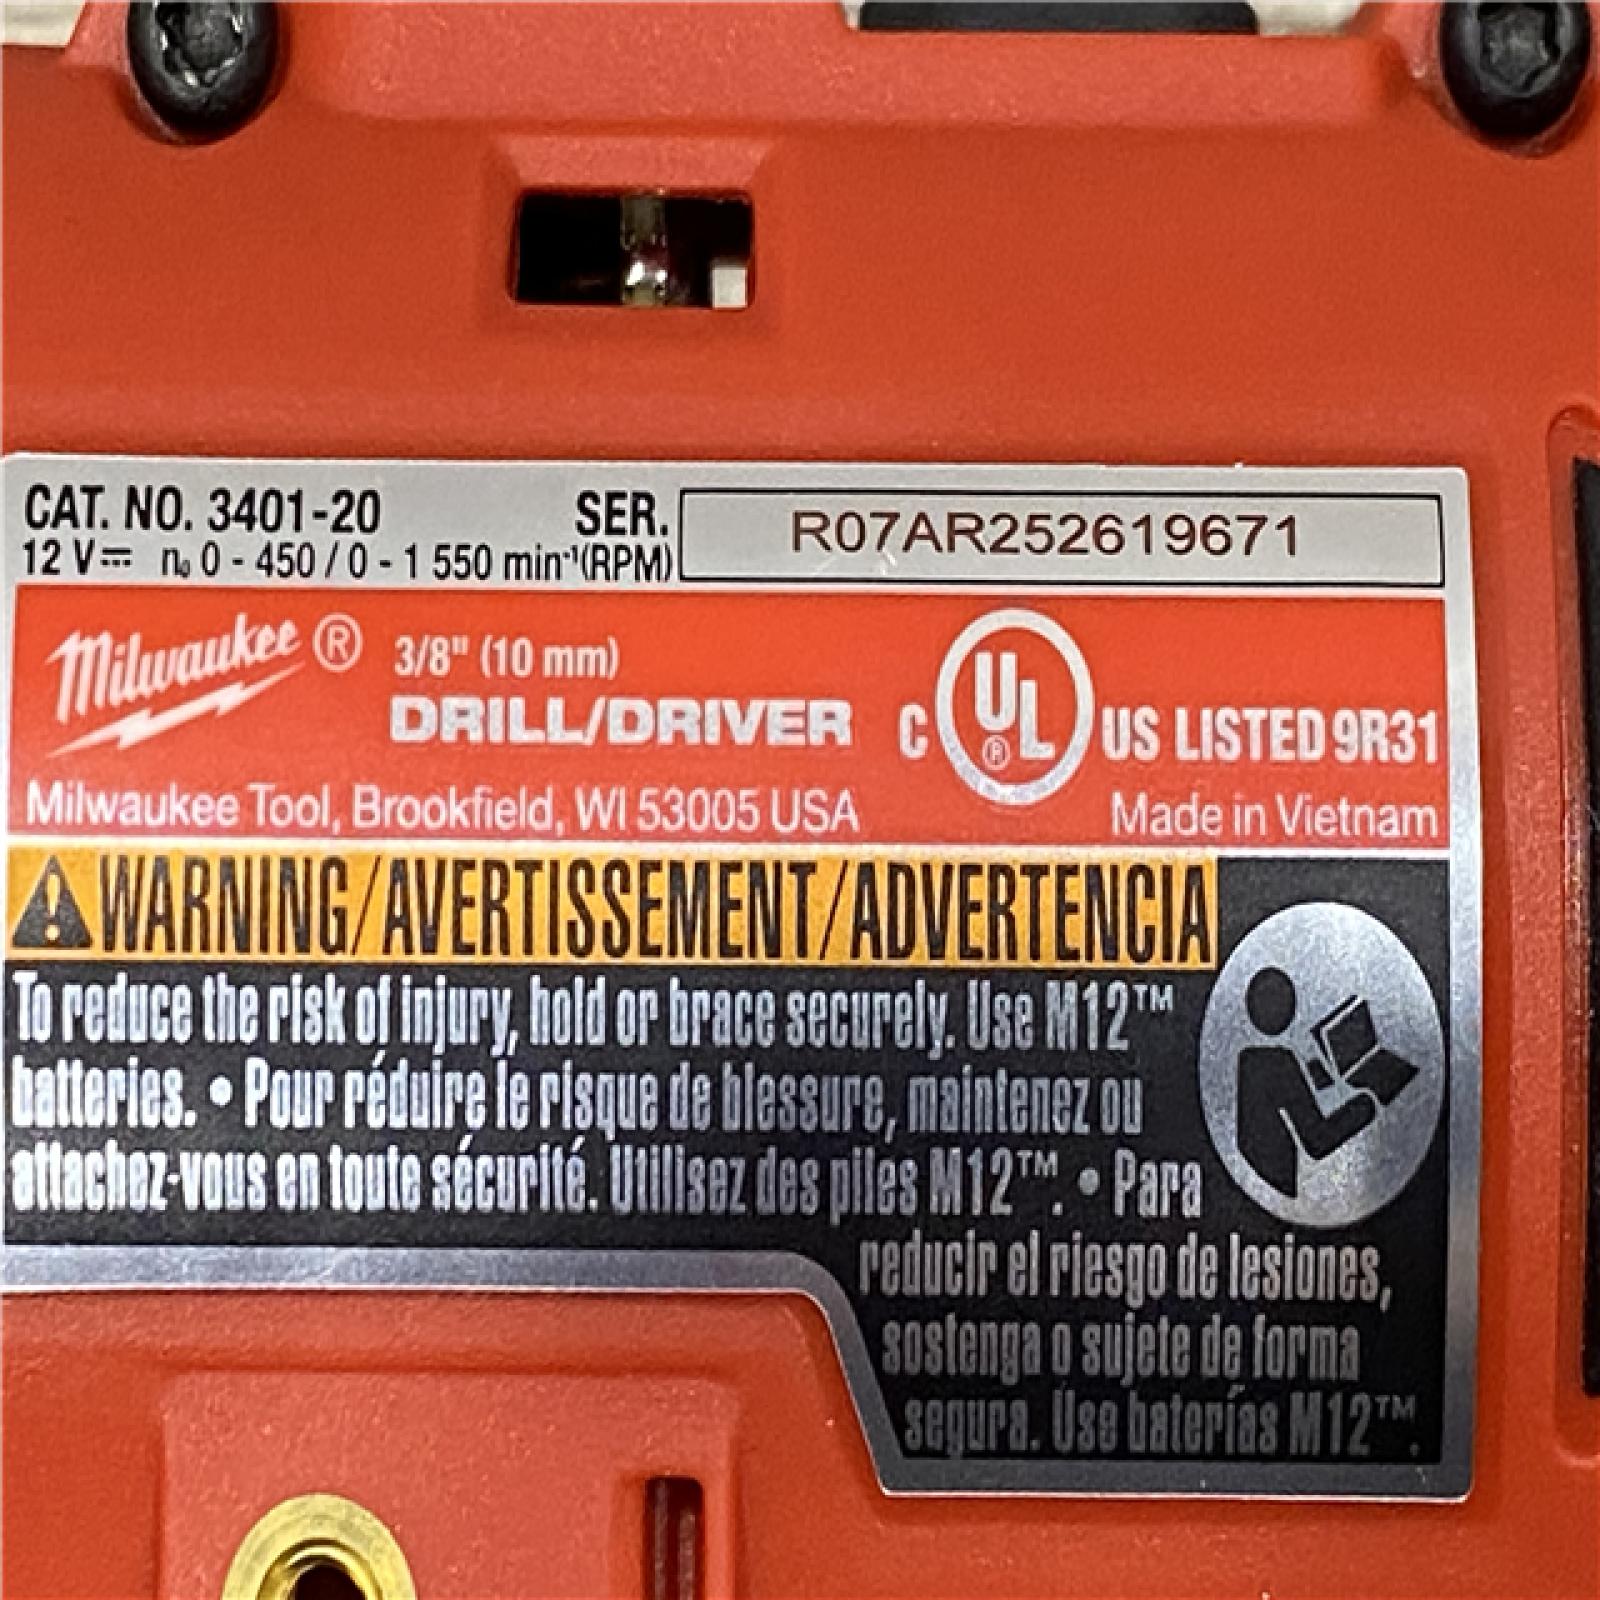 CAT. NO. 3401-20 SER. R07AR252619671
12 V⎓ n₀ 0 - 450 / 0 - 1 550 min⁻¹(RPM)
Milwaukee® 3/8" (10 mm)
DRILL/DRIVER C UL® US LISTED 9R31
Milwaukee Tool, Brookfield, WI 53005 USA Made in Vietnam
WARNING/AVERTISSEMENT/ADVERTENCIA
To reduce the risk of injury, hold or brace securely. Use M12™
batteries. • Pour réduire le risque de blessure, maintenez ou
attachez-vous en toute sécurité. Utilisez des piles M12™. • Para
reducir el riesgo de lesiones,
sostenga o sujete de forma
segura. Use baterías M12™.